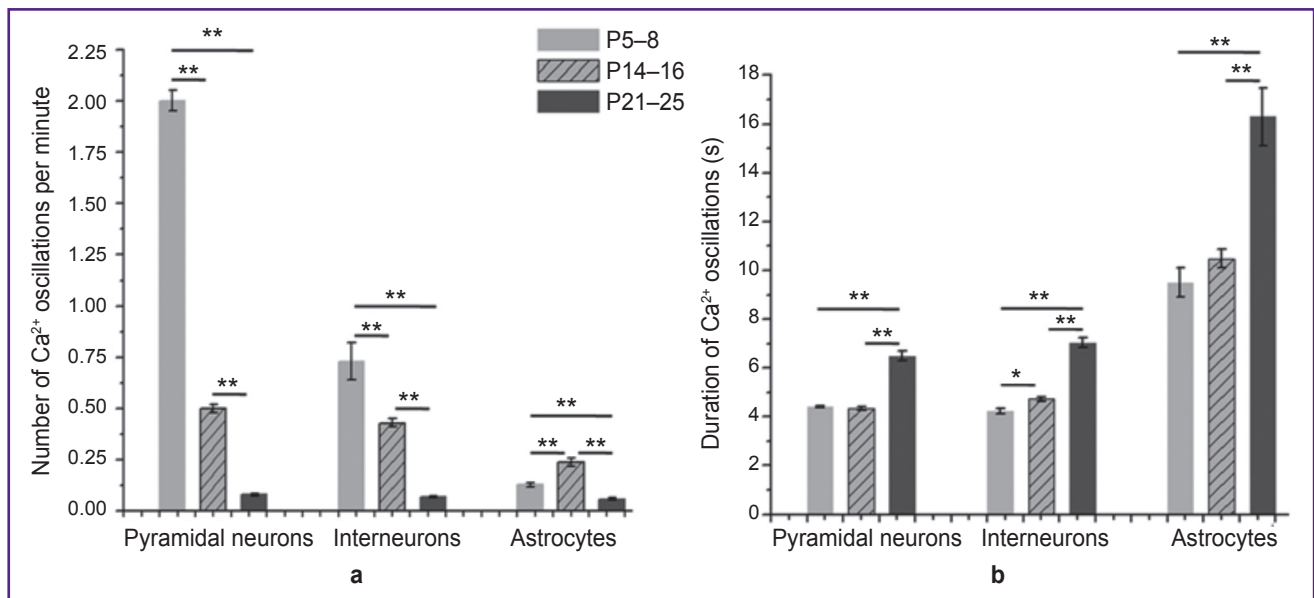 Number of Ca²⁺ oscillations per minute
2.25
2.00
1.75
1.50
1.25
1.00
0.75
0.50
0.25
0.00
**
**
**
**
**
**
**
**
**
Pyramidal neurons
Interneurons
Astrocytes
a
P5–8
P14–16
P21–25
Duration of Ca²⁺ oscillations (s)
18
16
14
12
10
8
6
4
2
0
**
**
**
**
*
**
**
Pyramidal neurons
Interneurons
Astrocytes
b